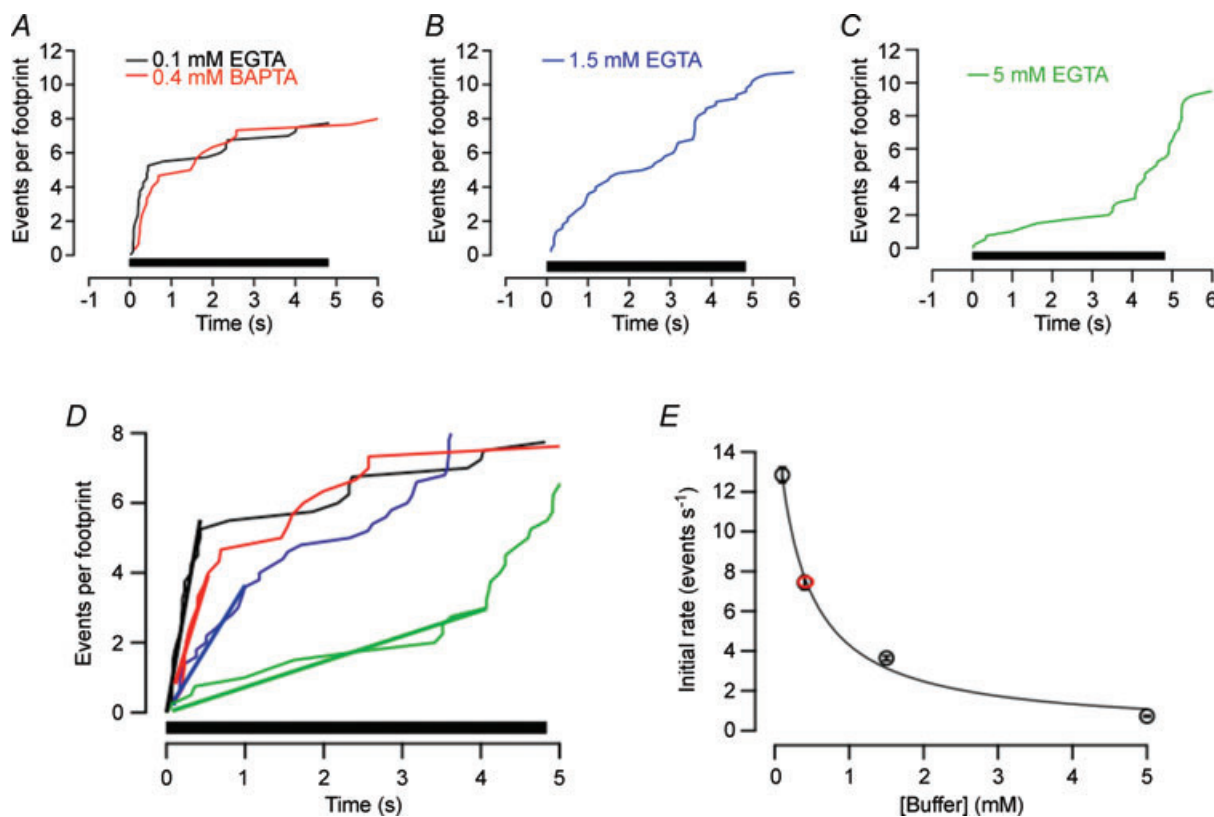 A
Events per footprint
12
10
8
6
4
2
0
0.1 mM EGTA
0.4 mM BAPTA
-1 0 1 2 3 4 5 6
Time (s)
B
Events per footprint
12
10
8
6
4
2
0
1.5 mM EGTA
-1 0 1 2 3 4 5 6
Time (s)
C
Events per footprint
12
10
8
6
4
2
0
5 mM EGTA
-1 0 1 2 3 4 5 6
Time (s)
D
Events per footprint
8
6
4
2
0
0 1 2 3 4 5
Time (s)
E
Initial rate (events s⁻¹)
14
12
10
8
6
4
2
0
0 1 2 3 4 5
[Buffer] (mM)